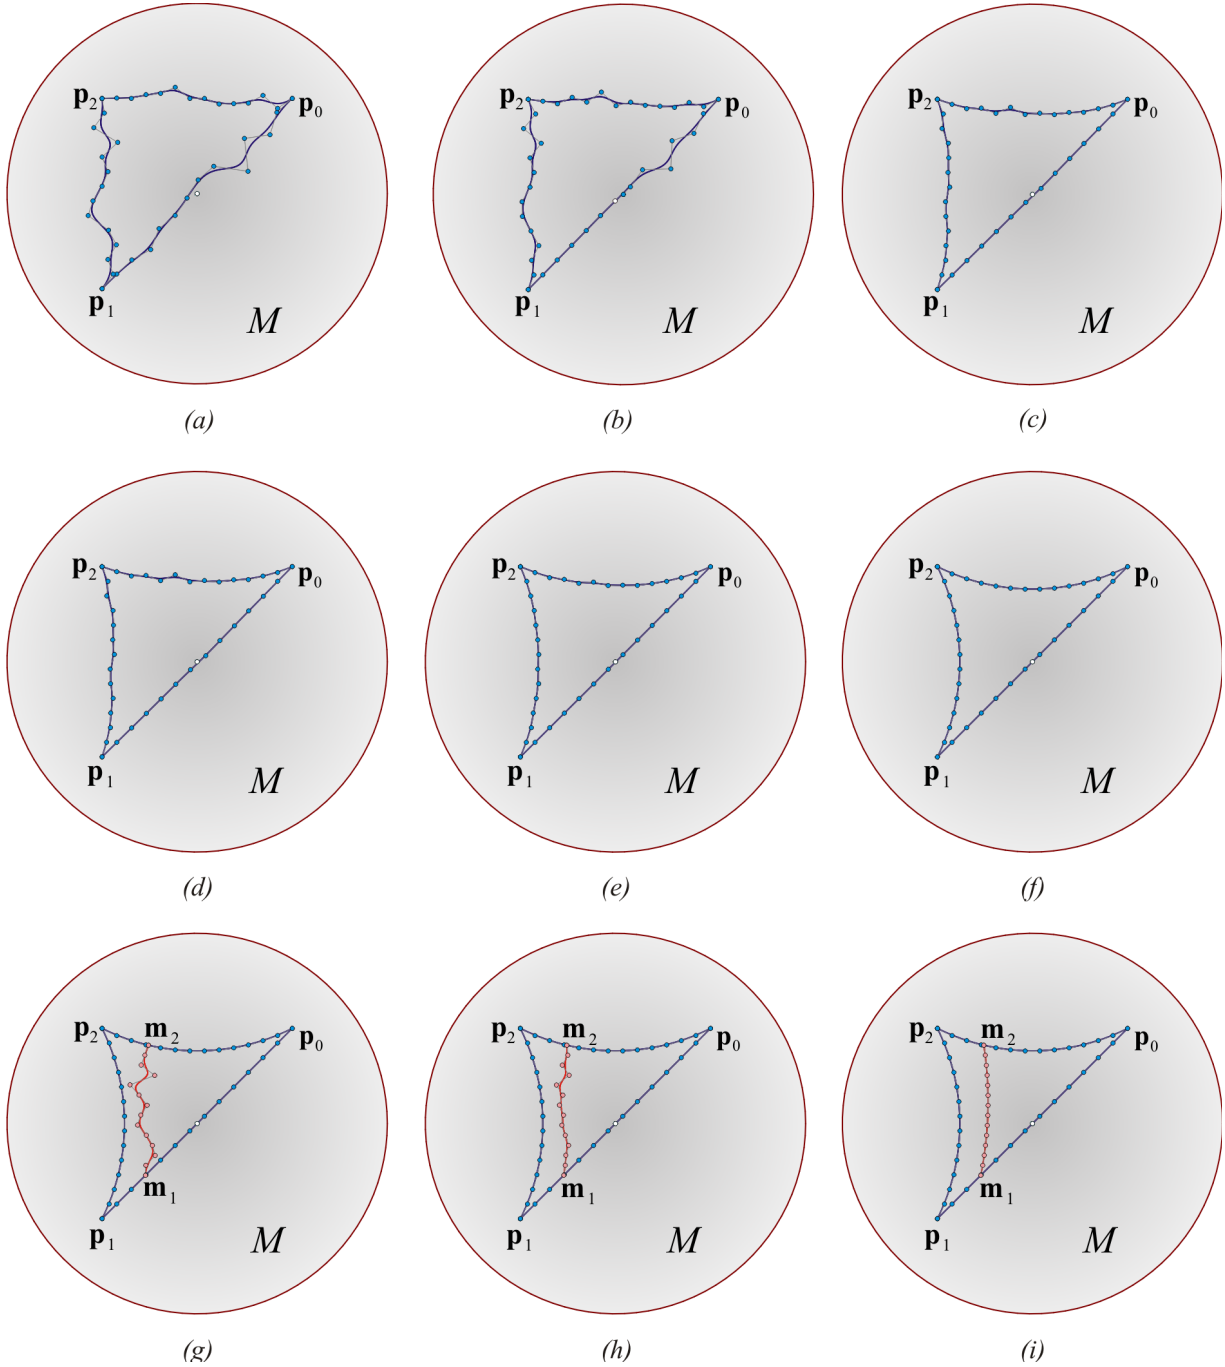 p2 p0 p2 p0 p2 p0
p1 M p1 M p1 M
(a) (b) (c)
p2 p0 p2 p0 p2 p0
p1 M p1 M p1 M
(d) (e) (f)
p2 m2 p0 p2 m2 p0 p2 m2 p0
m1 m1 m1
p1 M p1 M p1 M
(g) (h) (i)